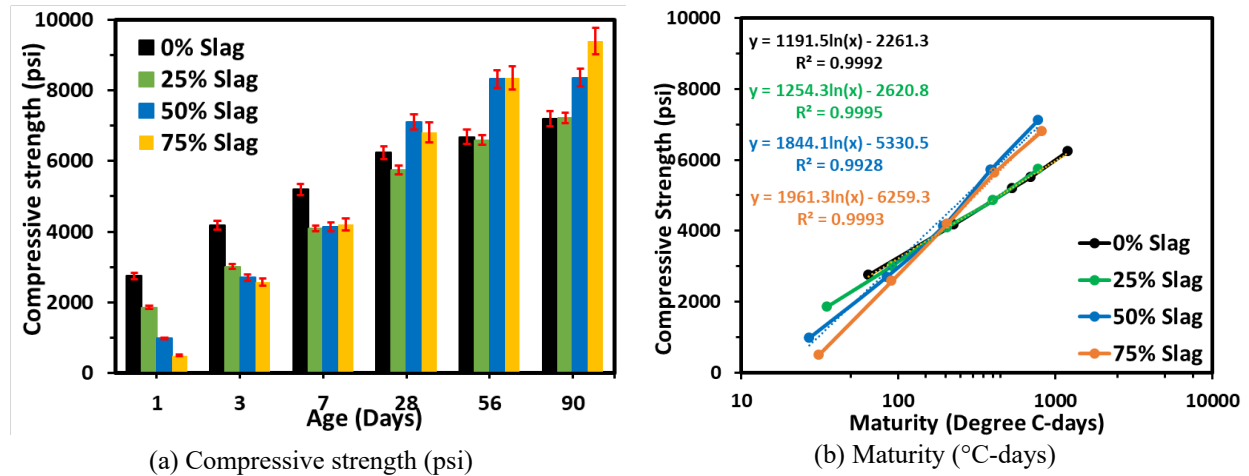 10000
8000
6000
4000
2000
0
Compressive strength (psi)
0% Slag
25% Slag
50% Slag
75% Slag
1 3 7 28 56 90
Age (Days)
(a) Compressive strength (psi)
10000
8000
6000
4000
2000
0
Compressive Strength (psi)
y = 1191.5ln(x) - 2261.3
R² = 0.9992
y = 1254.3ln(x) - 2620.8
R² = 0.9995
y = 1844.1ln(x) - 5330.5
R² = 0.9928
y = 1961.3ln(x) - 6259.3
R² = 0.9993
0% Slag
25% Slag
50% Slag
75% Slag
10 100 1000 10000
Maturity (Degree C-days)
(b) Maturity (°C-days)